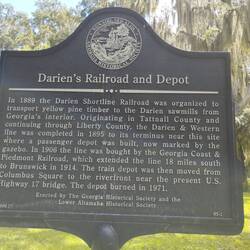 Darien's Railroad and Depot
In 1889 the Darien Shortline Railroad was organized to
transport yellow pine timber to the Darien sawmills from
Georgia's interior. Originating in Tattnall County and
continuing through Liberty County, the Darien & Western
line was completed in 1895 to its terminus near this site
where a passenger depot was built, now marked by the
gazebo. In 1906 the line was bought by the Georgia Coast &
Piedmont Railroad, which extended the line 18 miles south
to Brunswick in 1914. The train depot was then moved from
Columbus Square to the riverfront near the present U.S.
Highway 17 bridge. The depot burned in 1971.
Erected by The Georgia Historical Society and the
Lower Altamaha Historical Society